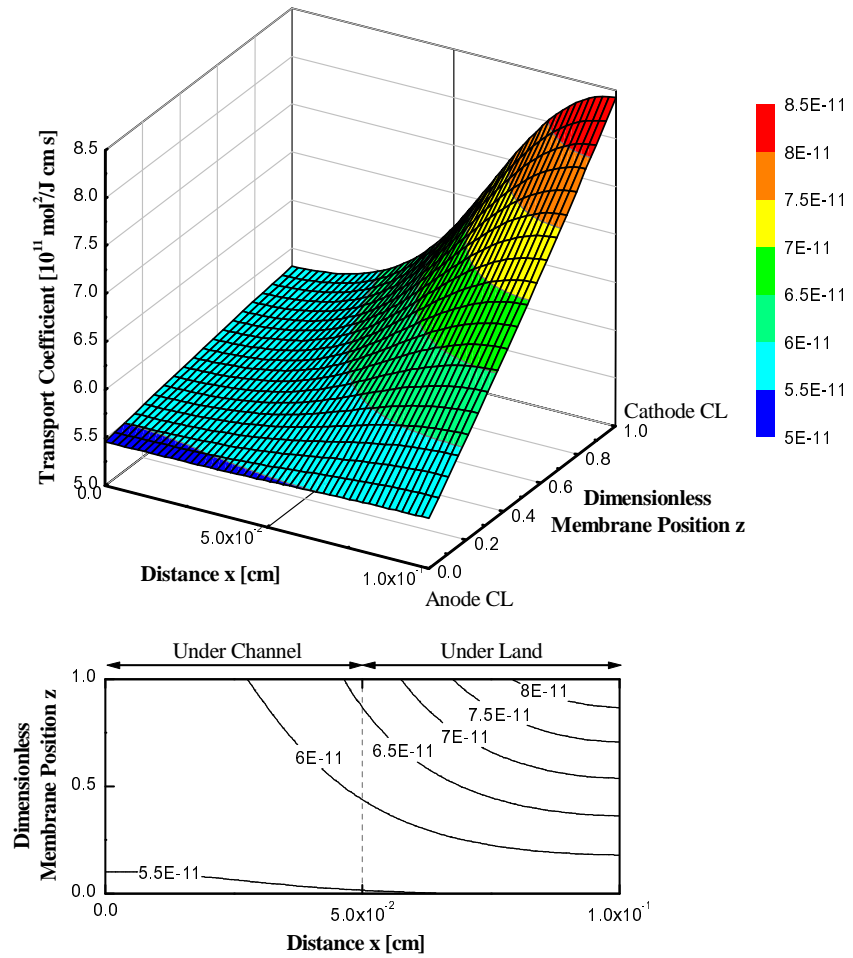 Transport Coefficient [10^11 mol^2/J cm s]
8.5
8.0
7.5
7.0
6.5
6.0
5.5
5.0
0.0
5.0x10^-2
1.0x10^-1
Distance x [cm]
Anode CL
0.0
0.2
0.4
0.6
0.8
1.0
Cathode CL
Dimensionless
Membrane Position z
8.5E-11
8E-11
7.5E-11
7E-11
6.5E-11
6E-11
5.5E-11
5E-11
Under Channel
Under Land
Dimensionless
Membrane Position z
1.0
0.5
0.0
8E-11
7.5E-11
7E-11
6.5E-11
6E-11
5.5E-11
0.0
5.0x10^-2
1.0x10^-1
Distance x [cm]